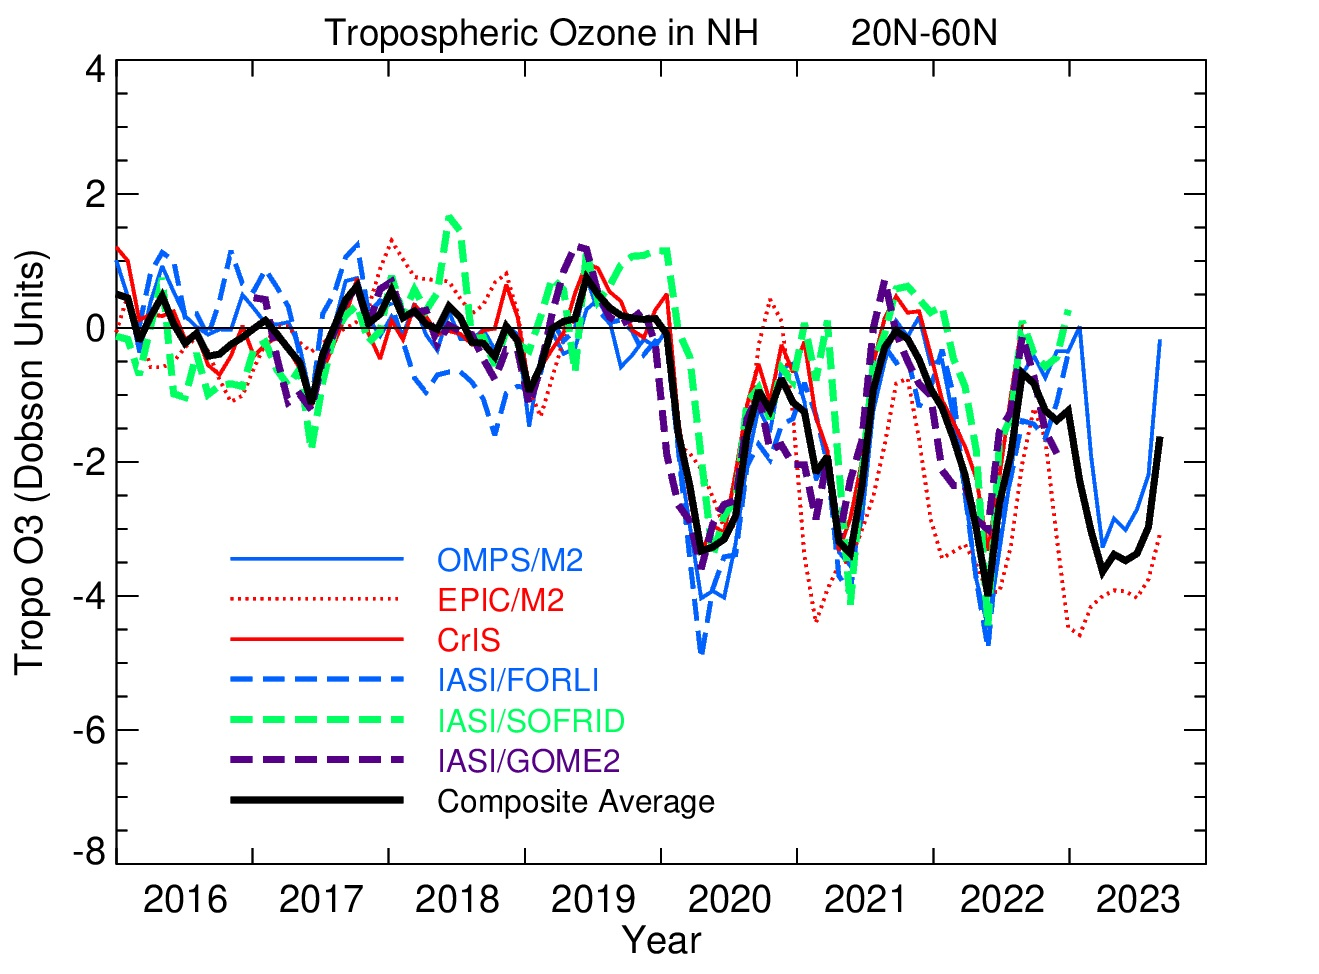 Tropospheric Ozone in NH 20N-60N
4
2
0
-2
-4
-6
-8
Tropo O3 (Dobson Units)
OMPS/M2
EPIC/M2
CrIS
IASI/FORLI
IASI/SOFRID
IASI/GOME2
Composite Average
2016 2017 2018 2019 2020 2021 2022 2023
Year